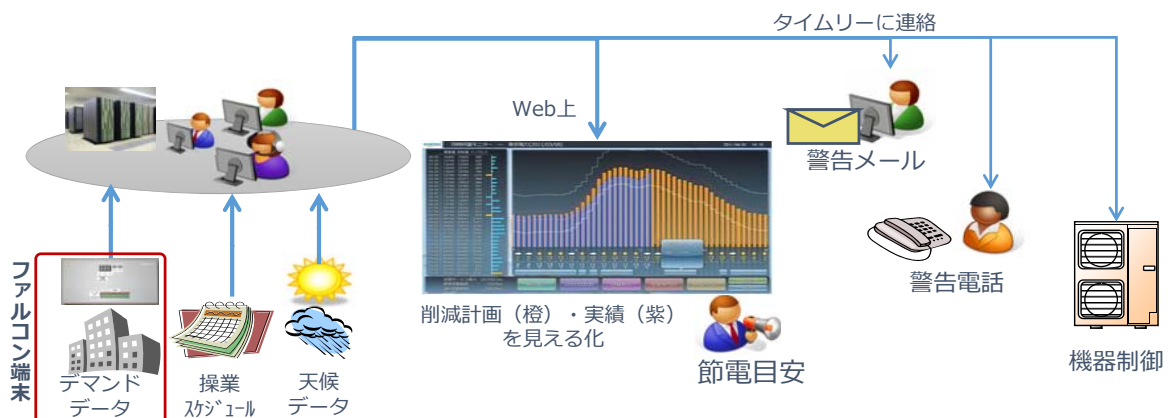 タイムリーに連絡
Web上
警告メール
警告電話
機器制御
削減計画（橙）・実績（紫）
を見える化
節電目安
ファルコン端末
デマンド
データ
操業
ｽｹｼﾞｭｰﾙ
天候
データ